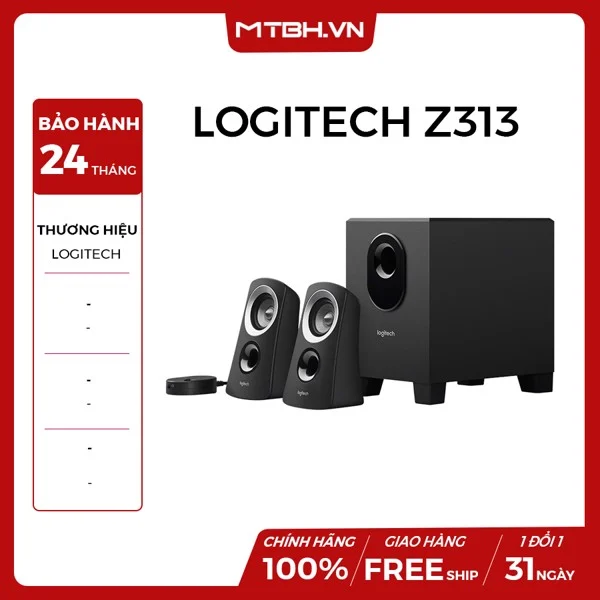 MTBH.VN
LOGITECH Z313
BẢO HÀNH
24 THÁNG
THƯƠNG HIỆU
LOGITECH
-
-
-
-
-
-
logitech
logitech
logitech
CHÍNH HÃNG
100%
GIAO HÀNG
FREE SHIP
1 ĐỔI 1
31 NGÀY